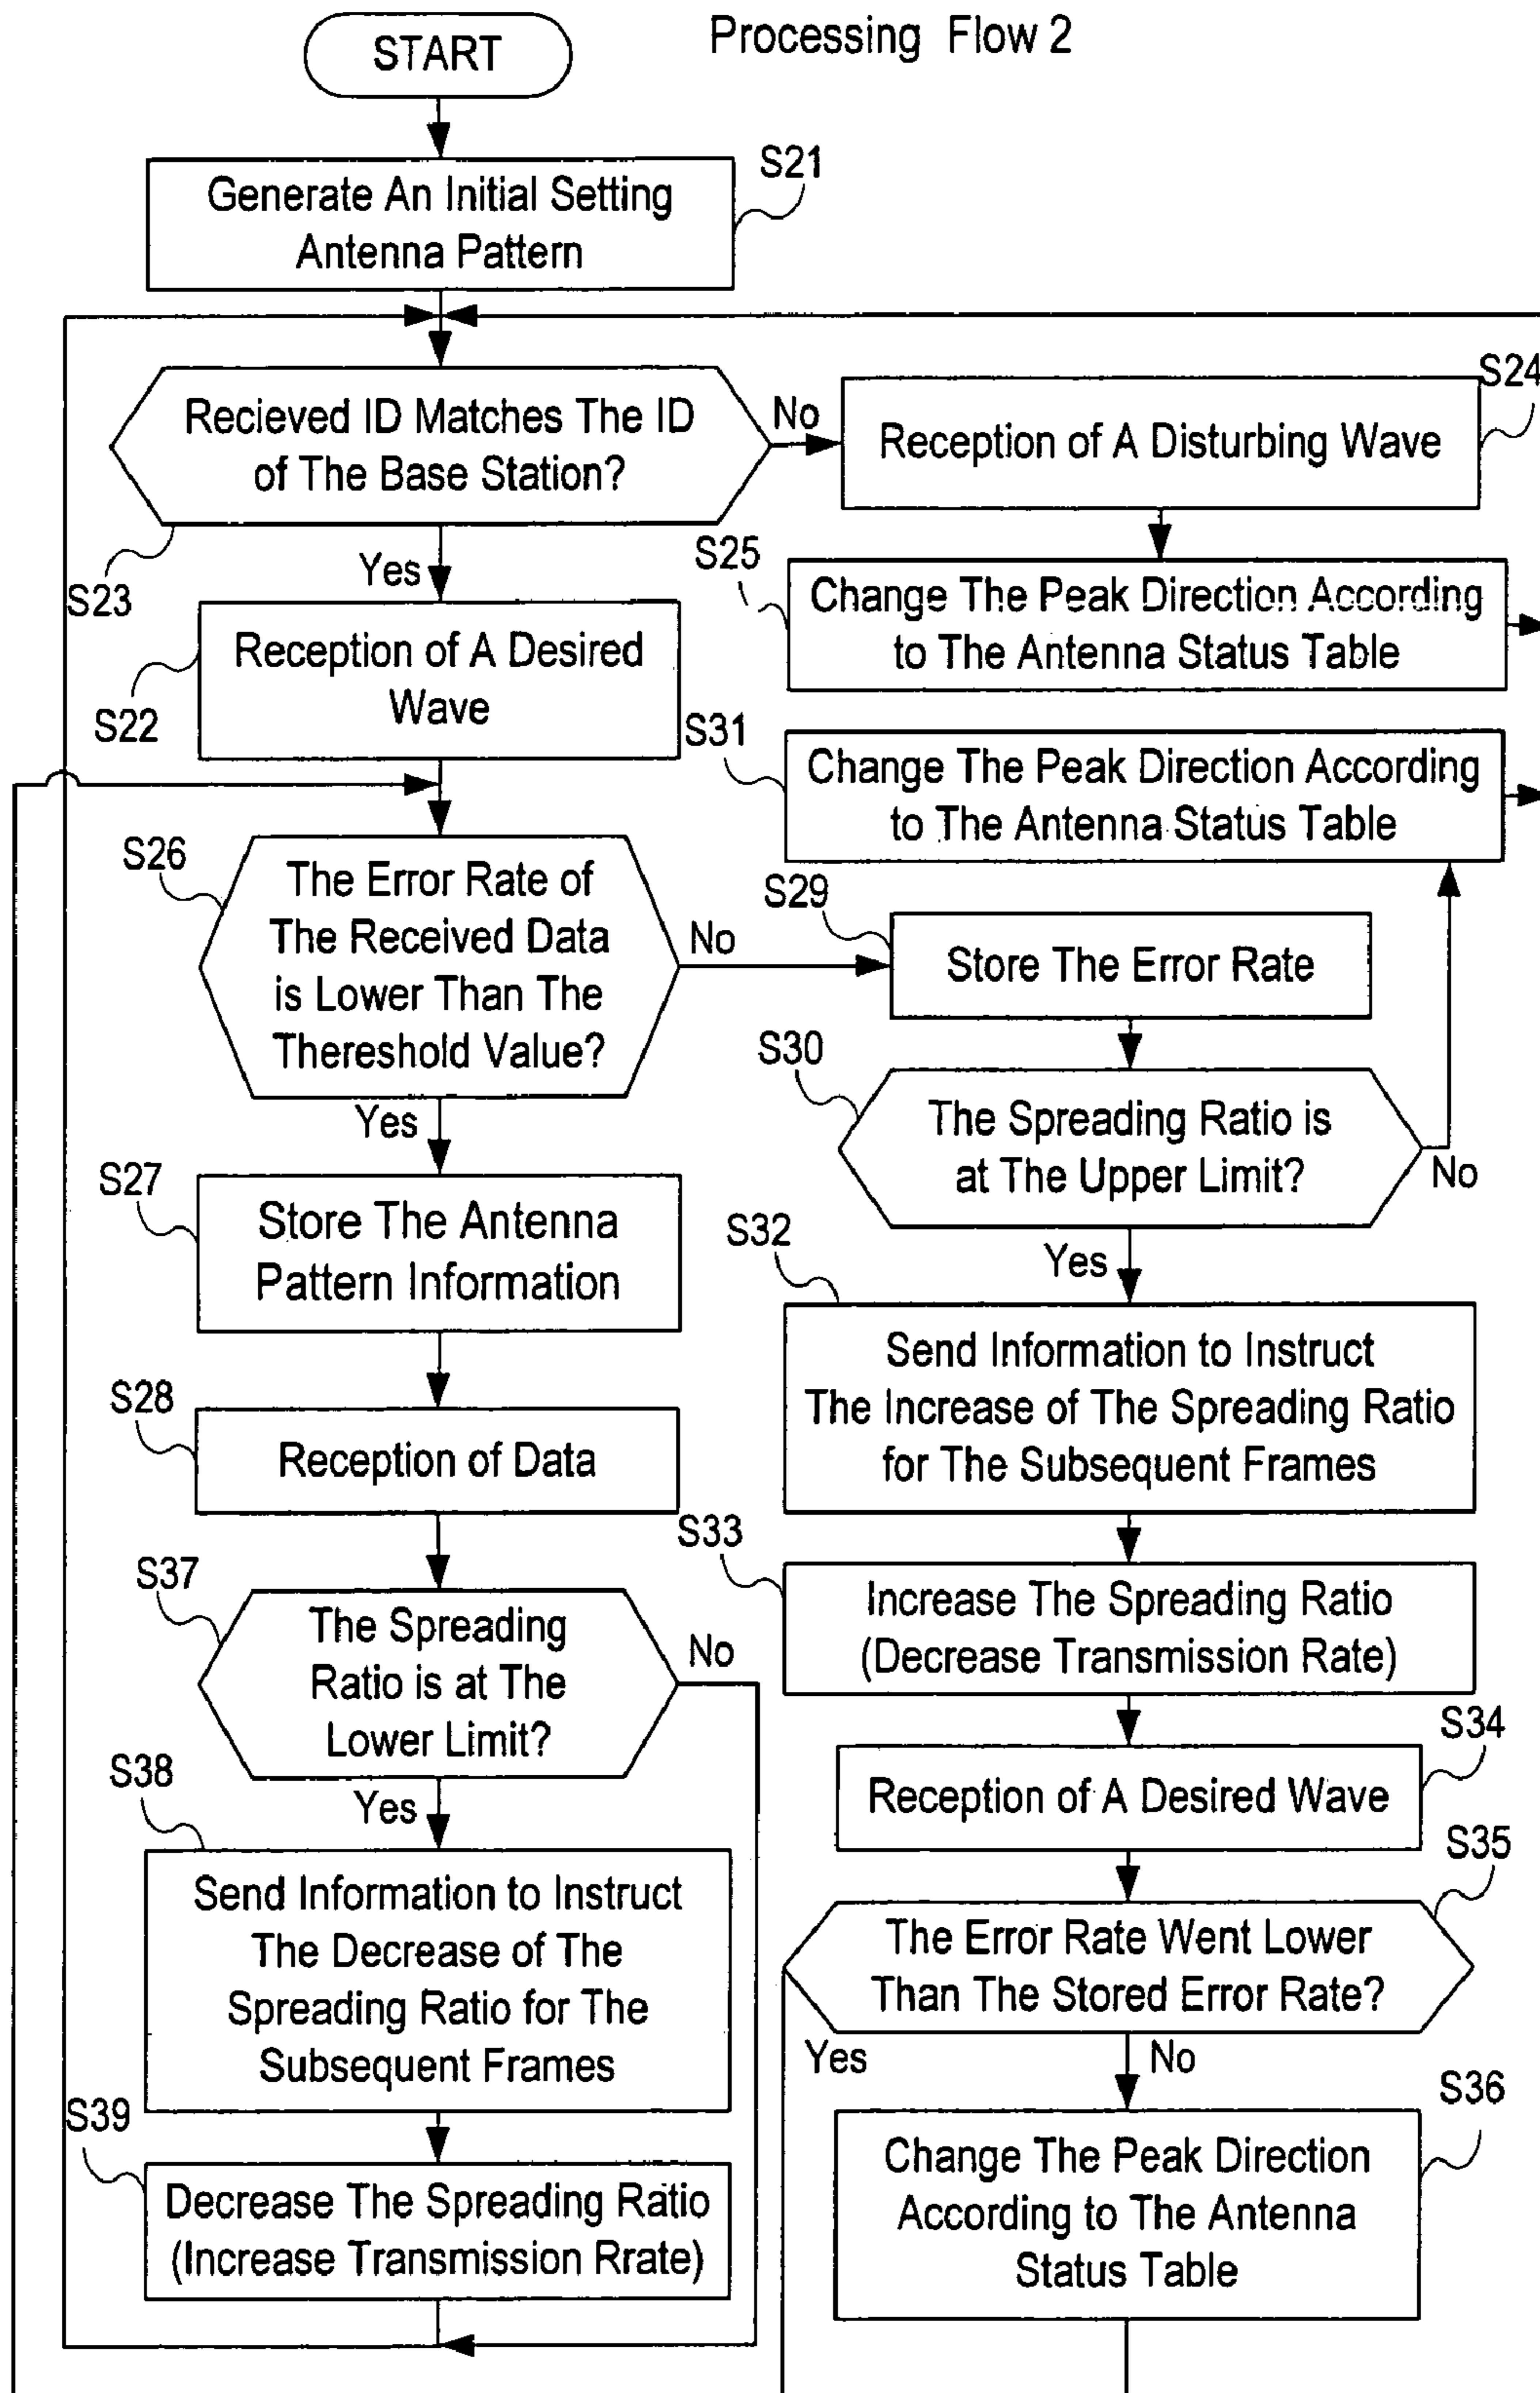 Processing Flow 2
START
S21
Generate An Initial Setting
Antenna Pattern
Recieved ID Matches The ID
of The Base Station?
S23
No
Yes
S24
Reception of A Disturbing Wave
S25
Change The Peak Direction According
to The Antenna Status Table
Reception of A Desired
Wave
S22
S31
Change The Peak Direction According
to The Antenna Status Table
S26
The Error Rate of
The Received Data
is Lower Than The
Thereshold Value?
No
Yes
S29
Store The Error Rate
S30
The Spreading Ratio is
at The Upper Limit?
No
Yes
S27
Store The Antenna
Pattern Information
S32
Send Information to Instruct
The Increase of The Spreading Ratio
for The Subsequent Frames
S28
Reception of Data
S33
Increase The Spreading Ratio
(Decrease Transmission Rate)
S37
The Spreading
Ratio is at The
Lower Limit?
No
Yes
S34
Reception of A Desired Wave
S38
Send Information to Instruct
The Decrease of The
Spreading Ratio for The
Subsequent Frames
S35
The Error Rate Went Lower
Than The Stored Error Rate?
Yes
No
S39
Decrease The Spreading Ratio
(Increase Transmission Rrate)
S36
Change The Peak Direction
According to The Antenna
Status Table